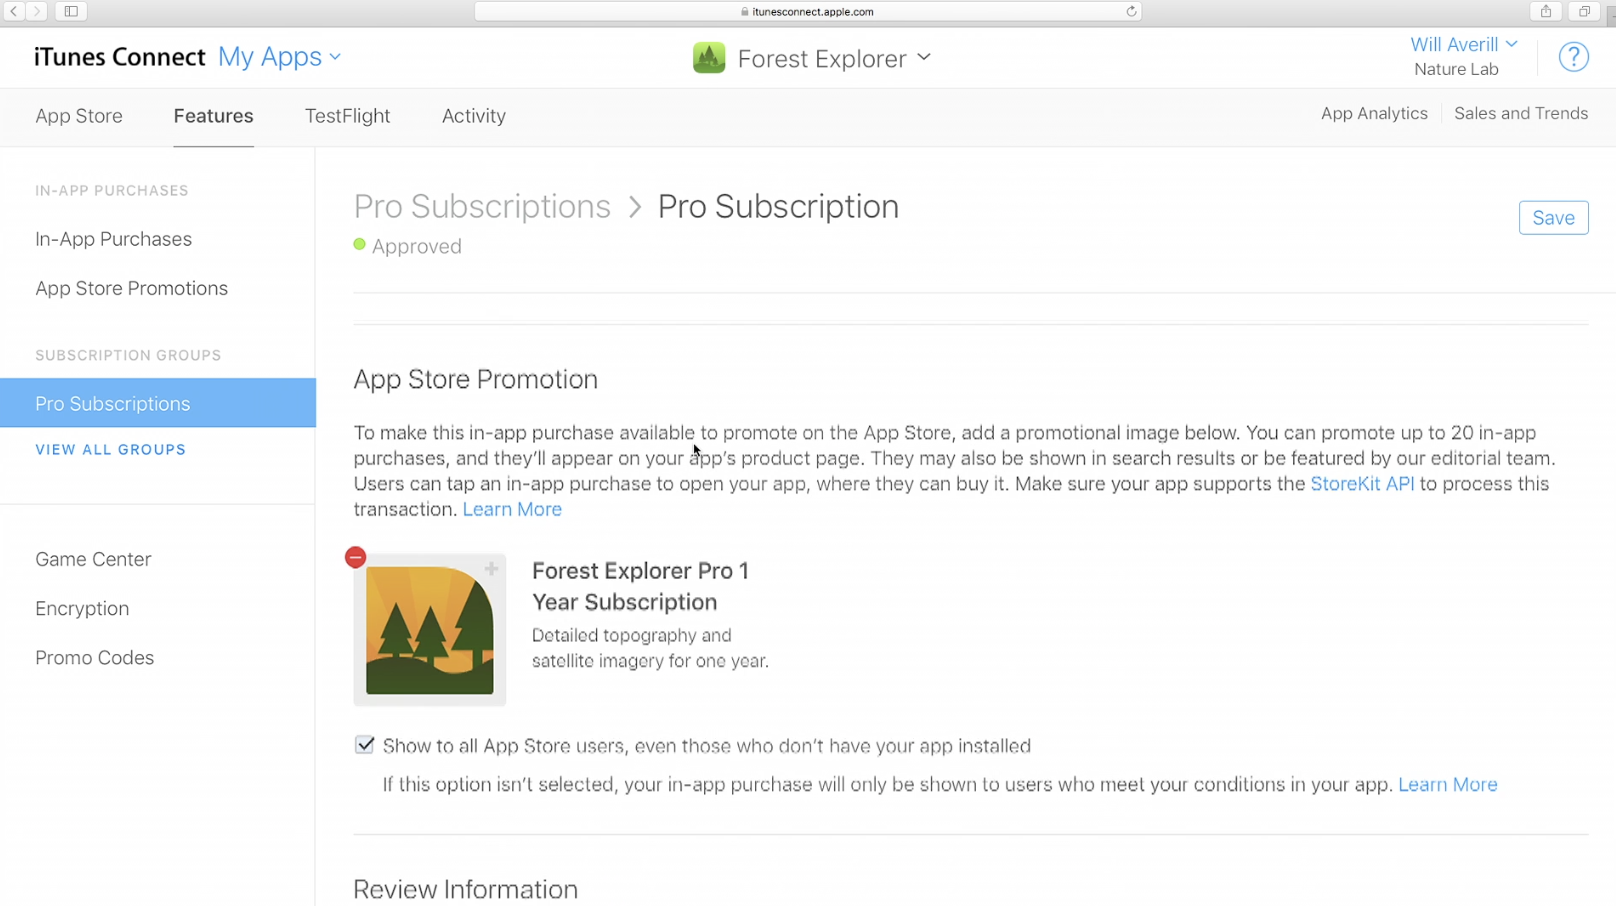 itunesconnect.apple.com
iTunes Connect My Apps
Forest Explorer
Will Averill
Nature Lab
?
App Store Features TestFlight Activity
App Analytics Sales and Trends
IN-APP PURCHASES
In-App Purchases
App Store Promotions
SUBSCRIPTION GROUPS
Pro Subscriptions
VIEW ALL GROUPS
Game Center
Encryption
Promo Codes
Pro Subscriptions > Pro Subscription
Save
Approved
App Store Promotion
To make this in-app purchase available to promote on the App Store, add a promotional image below. You can promote up to 20 in-app
purchases, and they'll appear on your app's product page. They may also be shown in search results or be featured by our editorial team.
Users can tap an in-app purchase to open your app, where they can buy it. Make sure your app supports the StoreKit API to process this
transaction. Learn More
Forest Explorer Pro 1
Year Subscription
Detailed topography and
satellite imagery for one year.
Show to all App Store users, even those who don't have your app installed
If this option isn't selected, your in-app purchase will only be shown to users who meet your conditions in your app. Learn More
Review Information